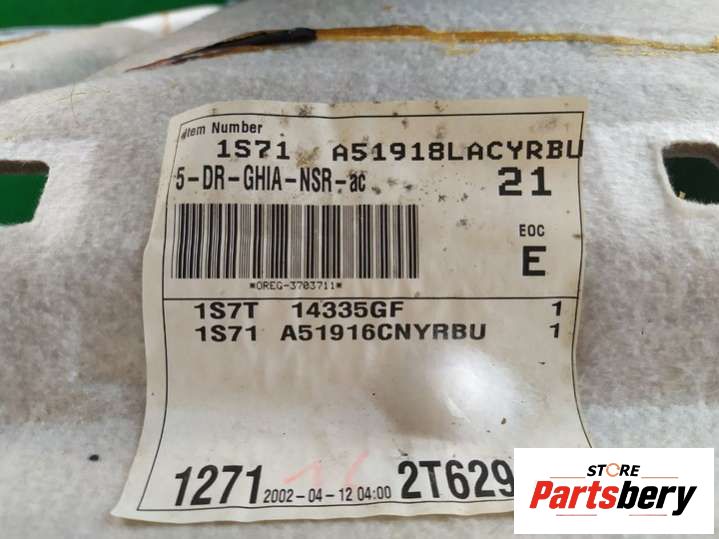 Item Number
1S71 A51918LACYRBU
5-DR-GHIA-NSR-ac
21
EOC
E
*OREG-3703711*
1S7T 14335GF 1
1S71 A51916CNYRBU 1
1271 2002-04-12 04:00 2T629
STORE
Partsbery